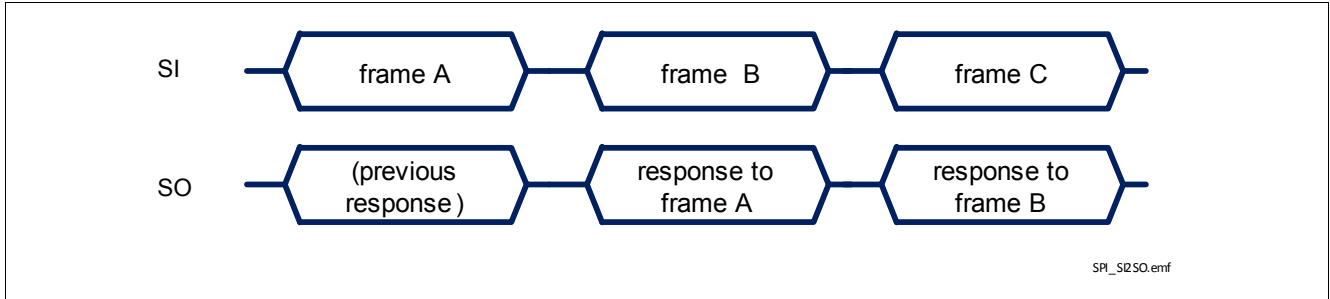 SI
frame A
frame B
frame C
SO
(previous
response)
response to
frame A
response to
frame B
SPI_SI2SO.emf